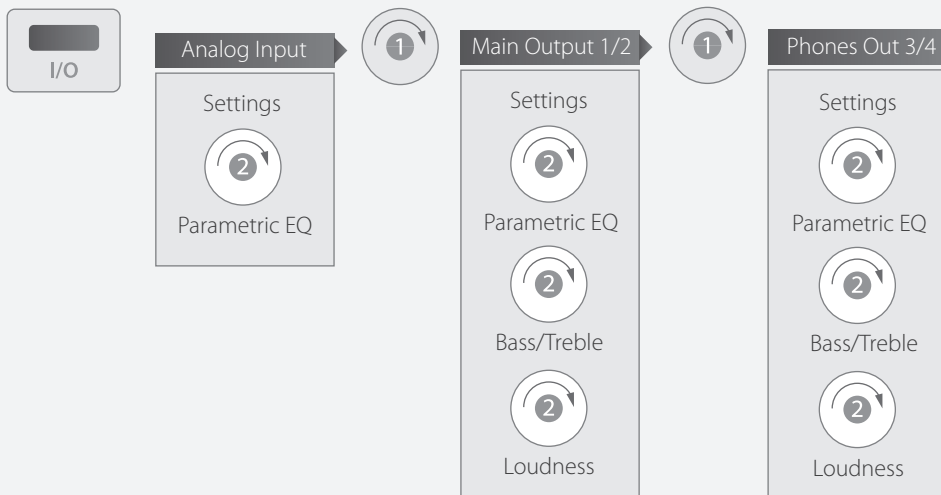 I/O
Analog Input
1
Main Output 1/2
1
Phones Out 3/4
Settings
2
Parametric EQ
Settings
2
Parametric EQ
2
Bass/Treble
2
Loudness
Settings
2
Parametric EQ
2
Bass/Treble
2
Loudness